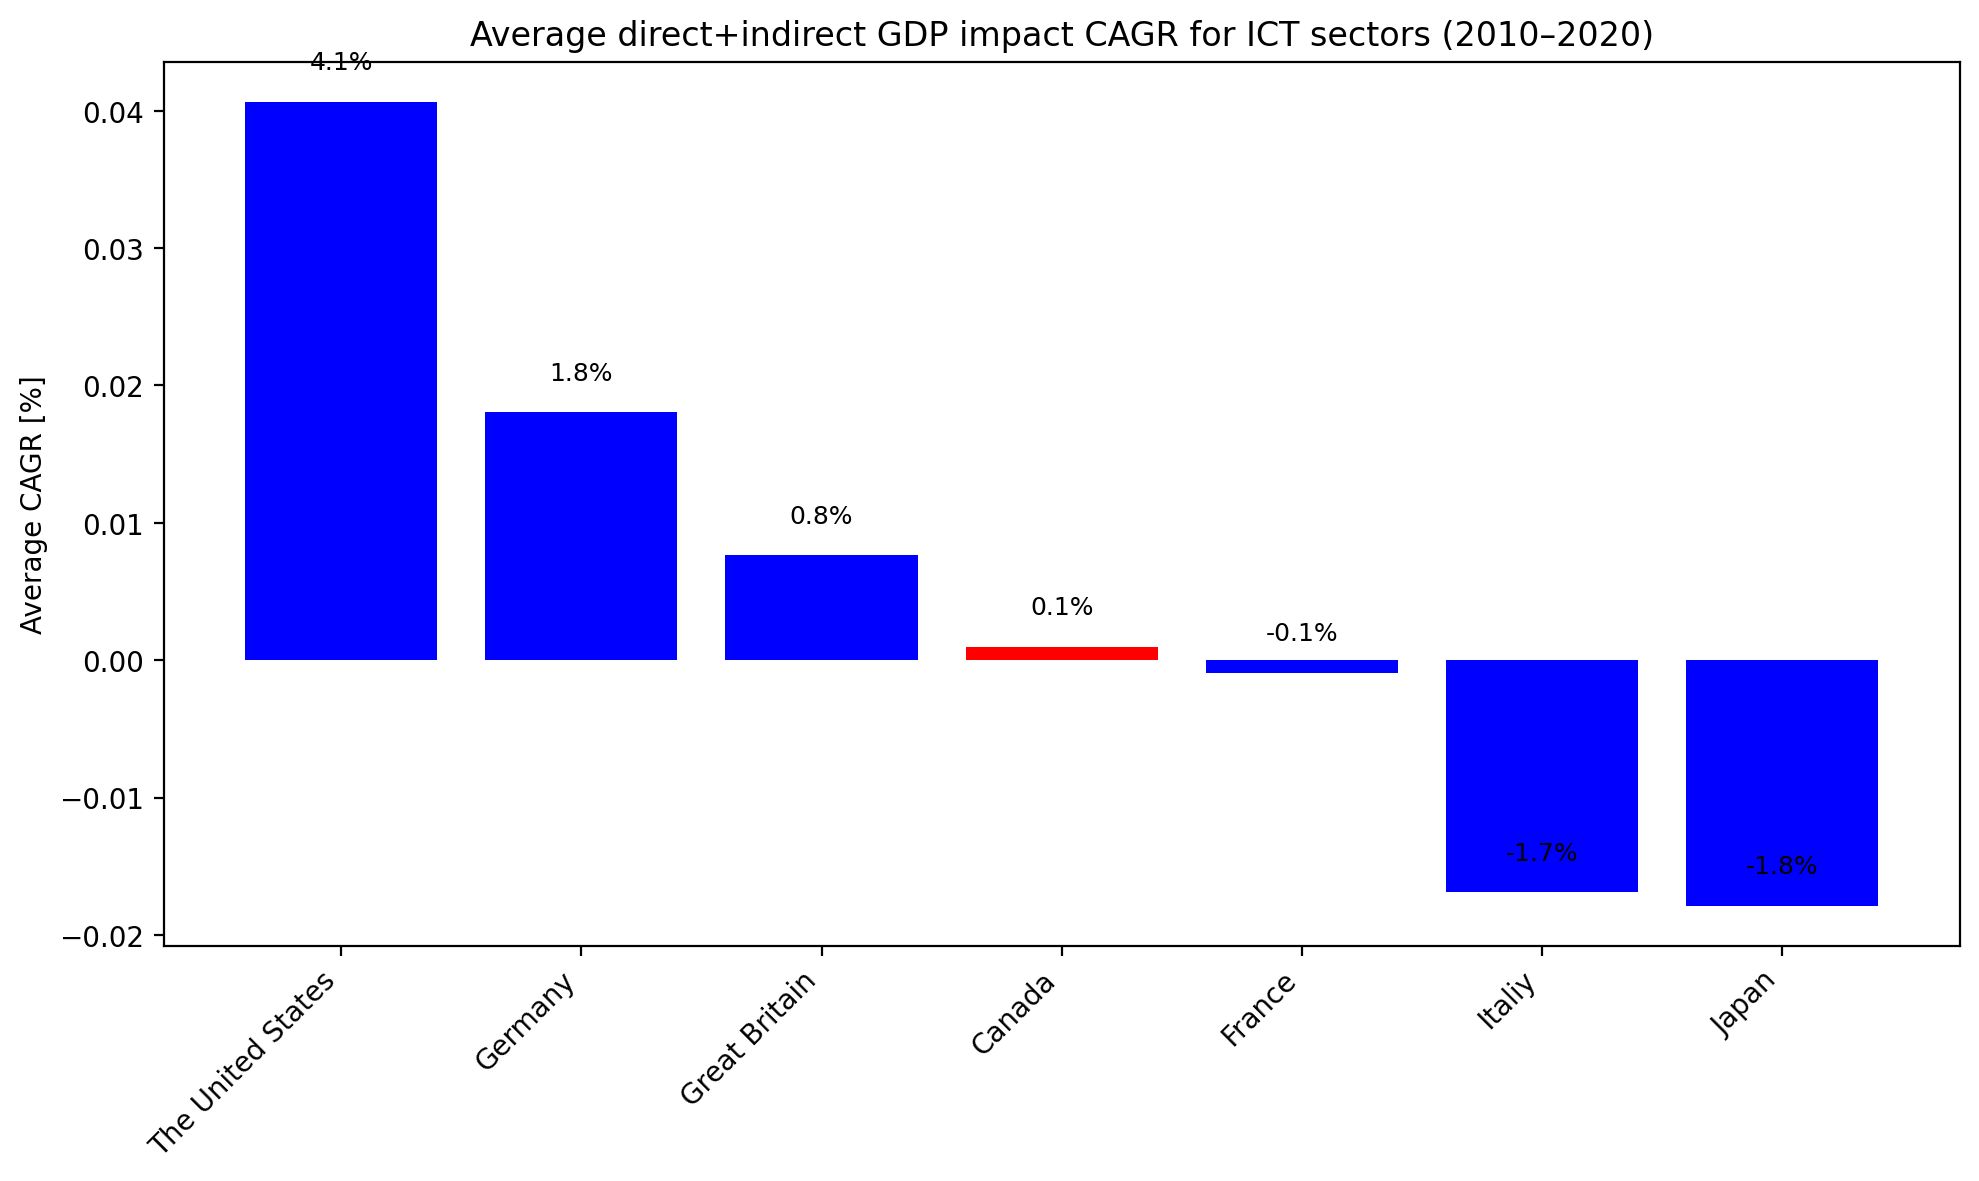 Average direct+indirect GDP impact CAGR for ICT sectors (2010–2020)
4.1%
1.8%
0.8%
0.1%
-0.1%
-1.7%
-1.8%
Average CAGR [%]
0.04
0.03
0.02
0.01
0.00
−0.01
−0.02
The United States
Germany
Great Britain
Canada
France
Italiy
Japan